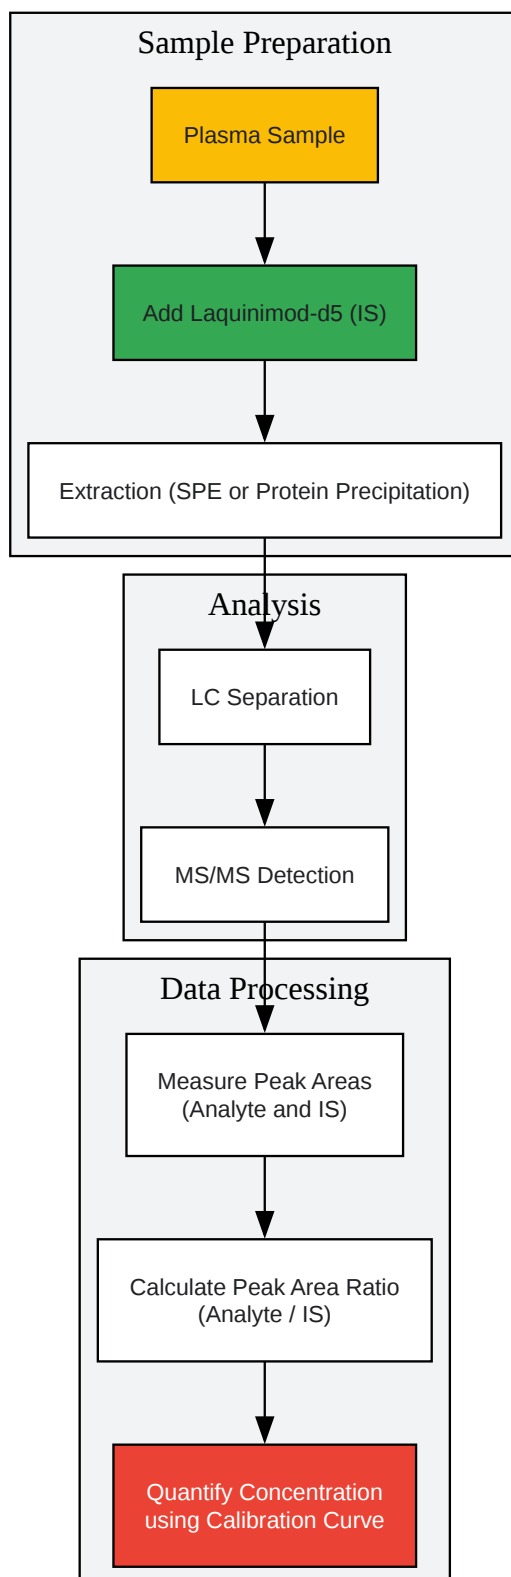 Sample Preparation
Plasma Sample
Add Laquinimod-d5 (IS)
Extraction (SPE or Protein Precipitation)
Analysis
LC Separation
MS/MS Detection
Data Processing
Measure Peak Areas
(Analyte and IS)
Calculate Peak Area Ratio
(Analyte / IS)
Quantify Concentration
using Calibration Curve